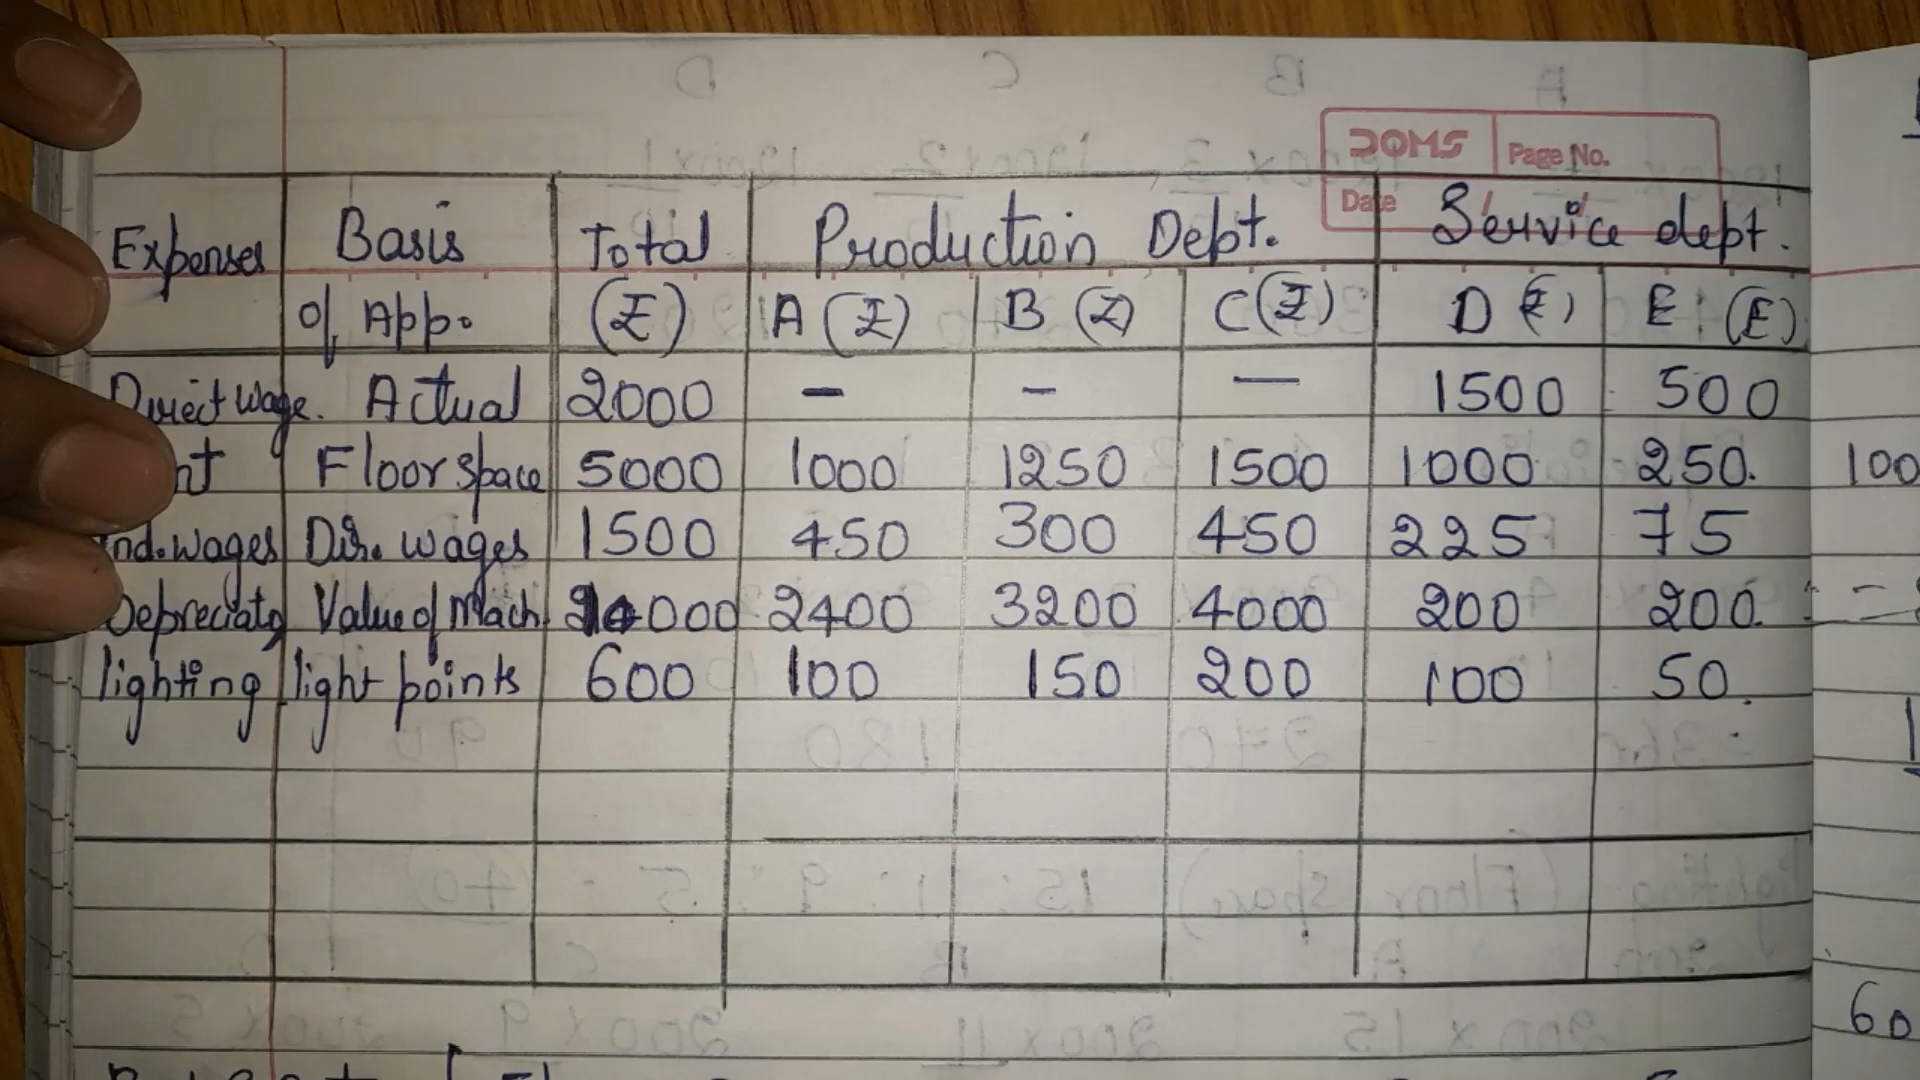 DOMS Page No.
Date
Expenses Basis of App. Total (₹) Production Dept. Service dept.
A (₹) B (₹) C (₹) D (₹) E (₹)
Direct wage. Actual 2000 - - - 1500 500
Floor space 5000 1000 1250 1500 1000 250.
Ind. wages Dir. wages 1500 450 300 450 225 75
Depreciatn Value of Mach. 2400 3200 4000 200 200.
lighting light points 600 100 150 200 100 50.
100
60